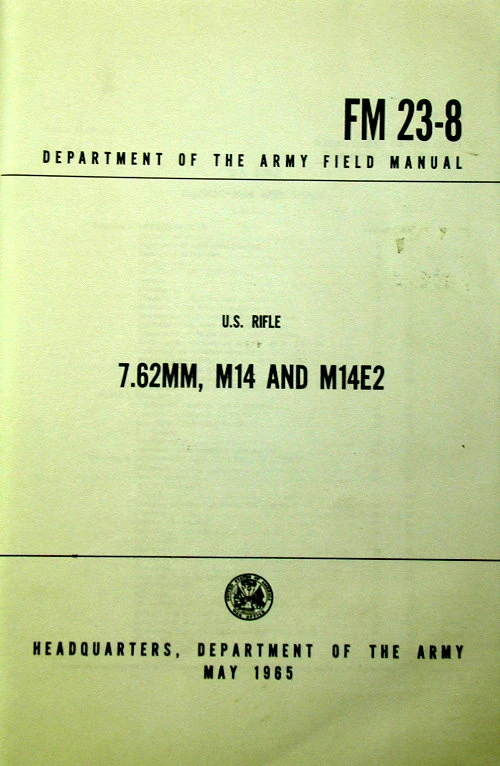 FM 23-8
DEPARTMENT OF THE ARMY FIELD MANUAL
U.S. RIFLE
7.62MM, M14 AND M14E2
HEADQUARTERS, DEPARTMENT OF THE ARMY
MAY 1965